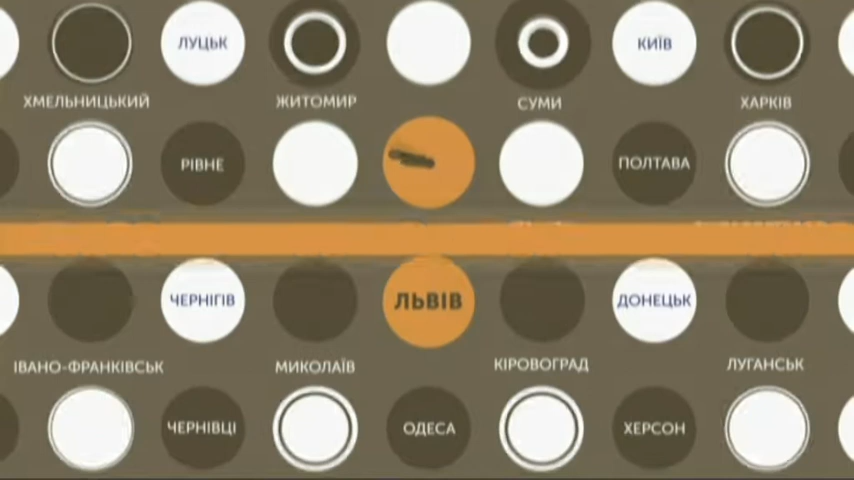 ЛУЦЬК
КИЇВ
ХМЕЛЬНИЦЬКИЙ
ЖИТОМИР
СУМИ
ХАРКІВ
РІВНЕ
ПОЛТАВА
ЧЕРНІГІВ
ЛЬВІВ
ДОНЕЦЬК
ІВАНО-ФРАНКІВСЬК
МИКОЛАЇВ
КІРОВОГРАД
ЛУГАНСЬК
ЧЕРНІВЦІ
ОДЕСА
ХЕРСОН